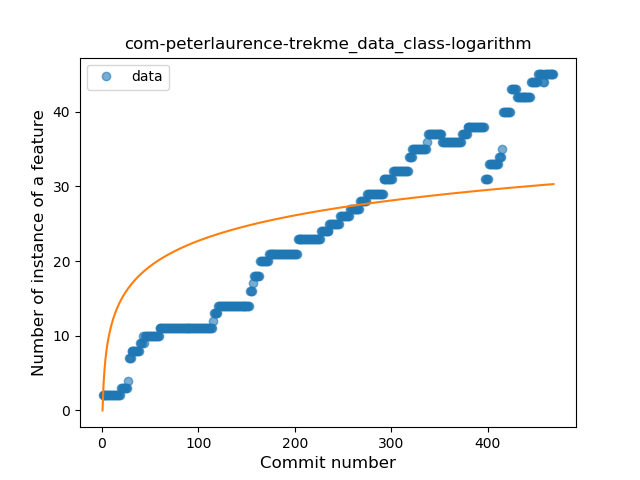 com-peterlaurence-trekme_data_class-logarithm
data
Number of instance of a feature
40
30
20
10
0
0 100 200 300 400
Commit number